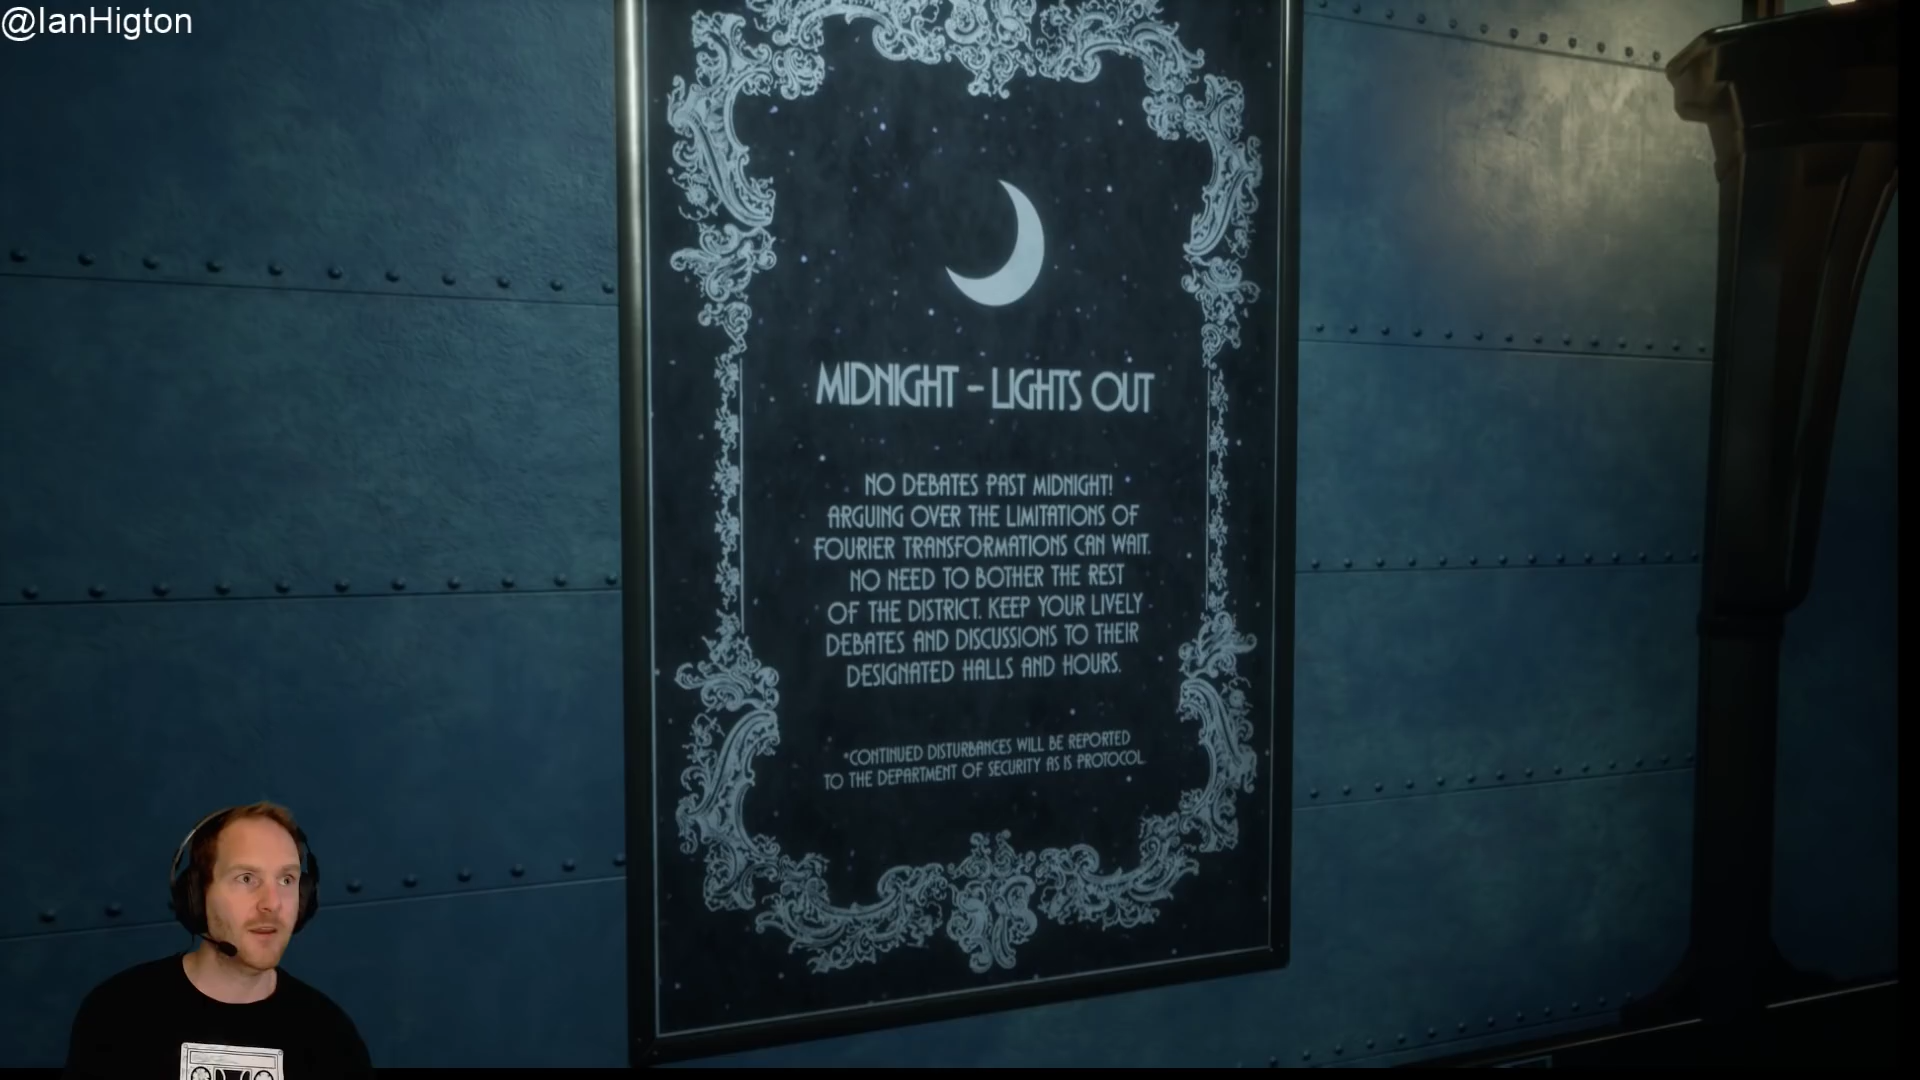 @IanHigton
MIDNIGHT - LIGHTS OUT
NO DEBATES PAST MIDNIGHT!
ARGUING OVER THE LIMITATIONS OF
FOURIER TRANSFORMATIONS CAN WAIT.
NO NEED TO BOTHER THE REST
OF THE DISTRICT. KEEP YOUR LIVELY
DEBATES AND DISCUSSIONS TO THEIR
DESIGNATED HALLS AND HOURS.
*CONTINUED DISTURBANCES WILL BE REPORTED
TO THE DEPARTMENT OF SECURITY AS IS PROTOCOL.